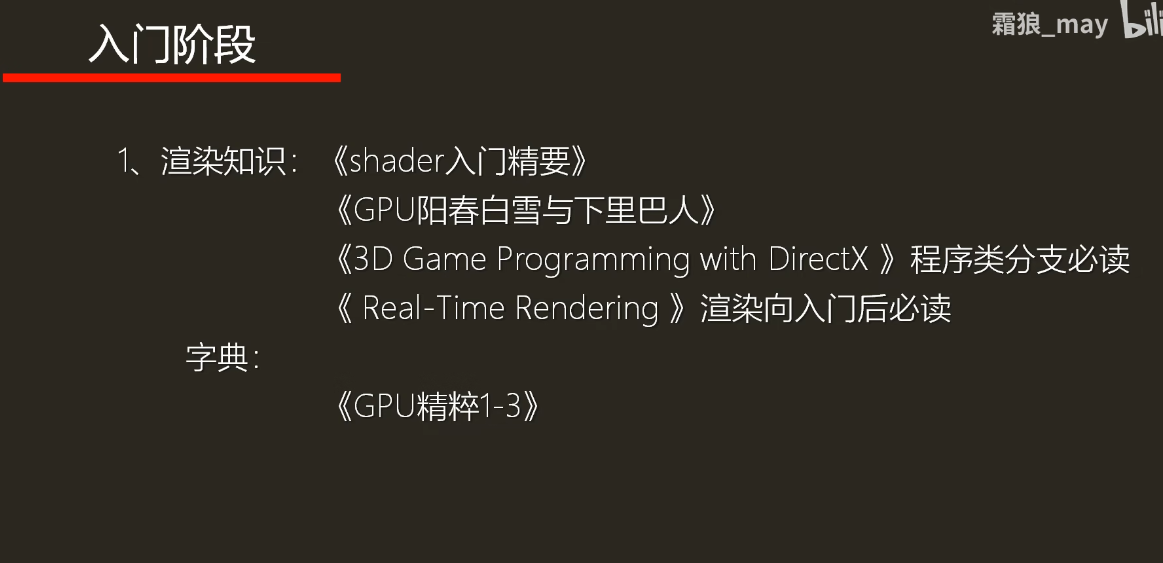 霜狼_may bili
入门阶段
1、渲染知识：《shader入门精要》
《GPU阳春白雪与下里巴人》
《3D Game Programming with DirectX 》程序类分支必读
《 Real-Time Rendering 》渲染向入门后必读
字典：
《GPU精粹1-3》